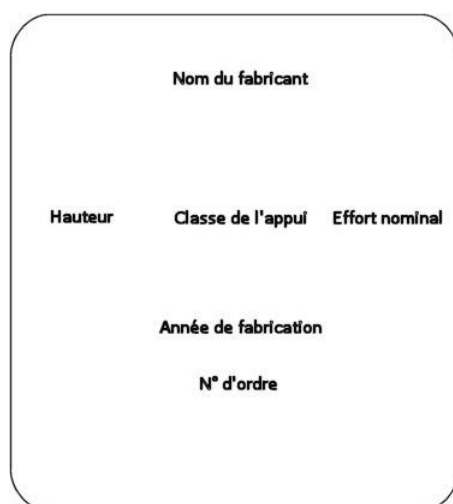 Nom du fabricant
Hauteur Classe de l'appui Effort nominal
Année de fabrication
N° d'ordre